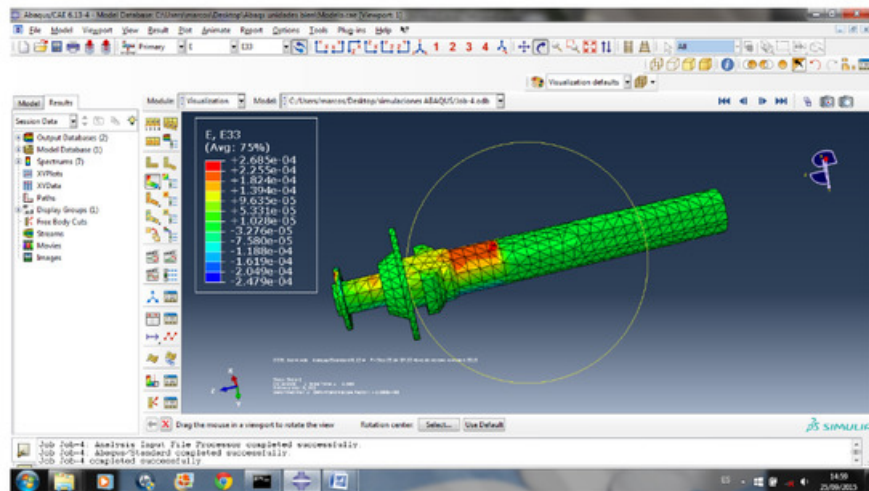 Abaqus/CAE 6.13-4 - Model Database: C:\Users\marcos\Desktop\Abaqs unidades bien\Modelo.cae [Viewport: 1]
File Model Viewport View Result Plot Animate Report Options Tools Plug-ins Help
Primary E E33 1 2 3 4 All
Visualization defaults
Model Results Module: Visualization Model: C:/Users/marcos/Desktop/simulaciones ABAQUS/Job-4.odb
Session Data
Output Databases (2)
Model Database (1)
Spectrums (7)
XYPlots
XYData
Paths
Display Groups (1)
Free Body Cuts
Streams
Movies
Images
E, E33
(Avg: 75%)
+2.685e-04
+2.255e-04
+1.824e-04
+1.394e-04
+9.635e-05
+5.331e-05
+1.028e-05
-3.276e-05
-7.580e-05
-1.188e-04
-1.619e-04
-2.049e-04
-2.479e-04
Drag the mouse in a viewport to rotate the view Rotation center: Select... Use Default
SIMULIA
Job Job-4: Analysis Input File Processor completed successfully.
Job Job-4: Abaqus/Standard completed successfully.
Job Job-4 completed successfully
ES 14:59
25/09/2015